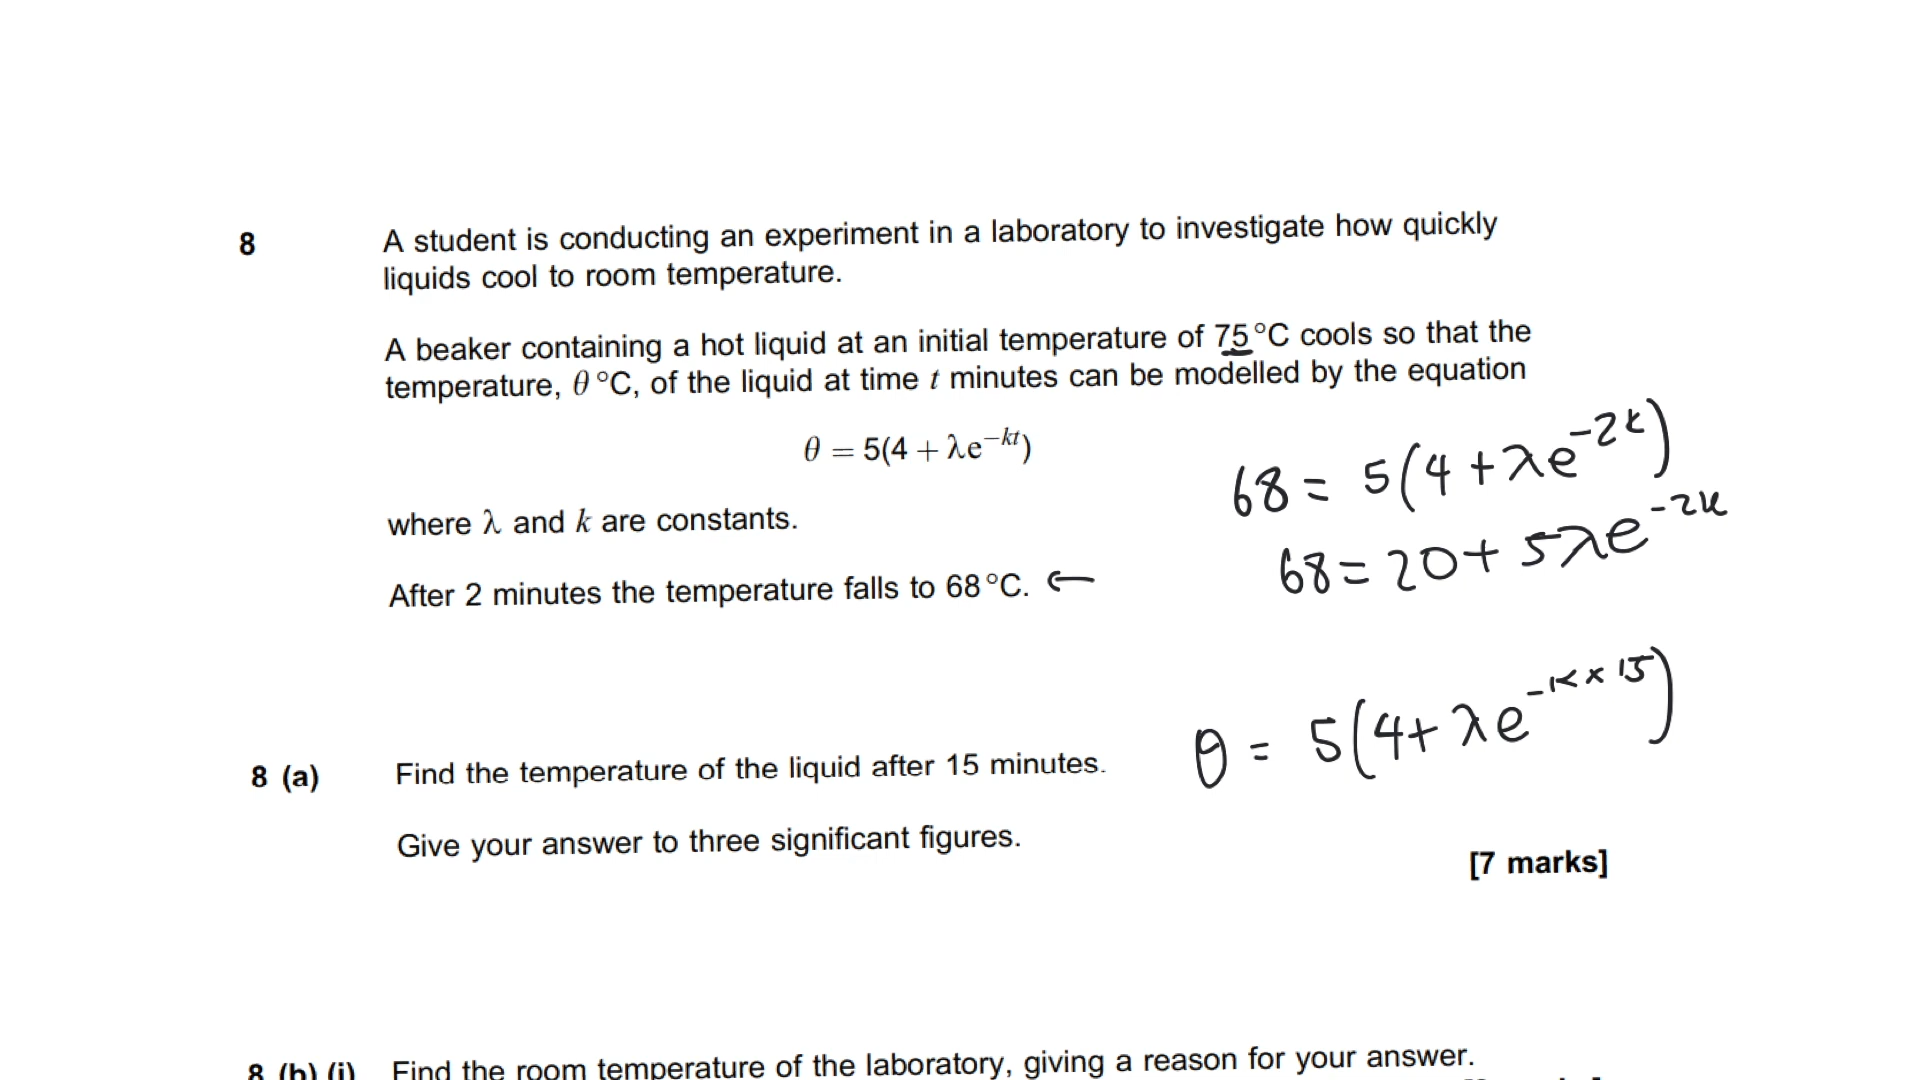 8 A student is conducting an experiment in a laboratory to investigate how quickly
liquids cool to room temperature.
A beaker containing a hot liquid at an initial temperature of 75 °C cools so that the
temperature, θ °C, of the liquid at time t minutes can be modelled by the equation
θ = 5(4 + λe^{−kt})
68 = 5(4 + λe^{-2k})
where λ and k are constants.
68 = 20 + 5λe^{-2k}
After 2 minutes the temperature falls to 68 °C. ←
θ = 5(4 + λe^{-k × 15})
8 (a) Find the temperature of the liquid after 15 minutes.
Give your answer to three significant figures.
[7 marks]
8 (b) (i) Find the room temperature of the laboratory, giving a reason for your answer.